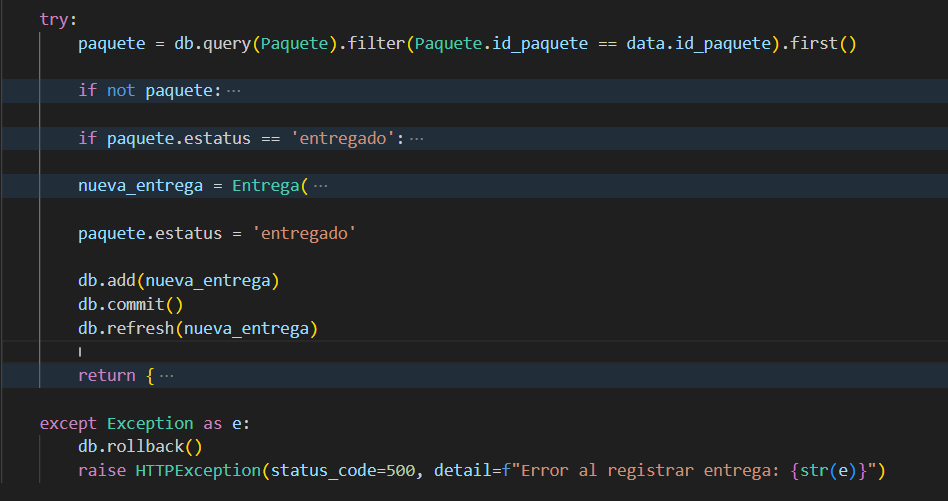 try:
paquete = db.query(Paquete).filter(Paquete.id_paquete == data.id_paquete).first()
if not paquete: ···
if paquete.estatus == 'entregado': ···
nueva_entrega = Entrega( ···
paquete.estatus = 'entregado'
db.add(nueva_entrega)
db.commit()
db.refresh(nueva_entrega)
return { ···
except Exception as e:
db.rollback()
raise HTTPException(status_code=500, detail=f"Error al registrar entrega: {str(e)}")